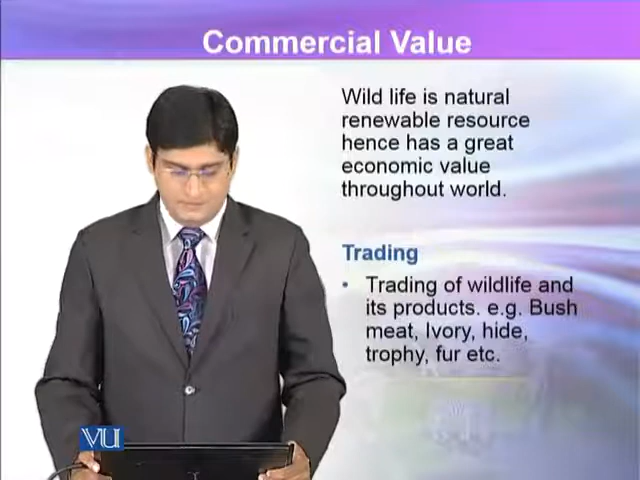 Commercial Value
Wild life is natural
renewable resource
hence has a great
economic value
throughout world.
Trading
• Trading of wildlife and
its products. e.g. Bush
meat, Ivory, hide,
trophy, fur etc.
VU